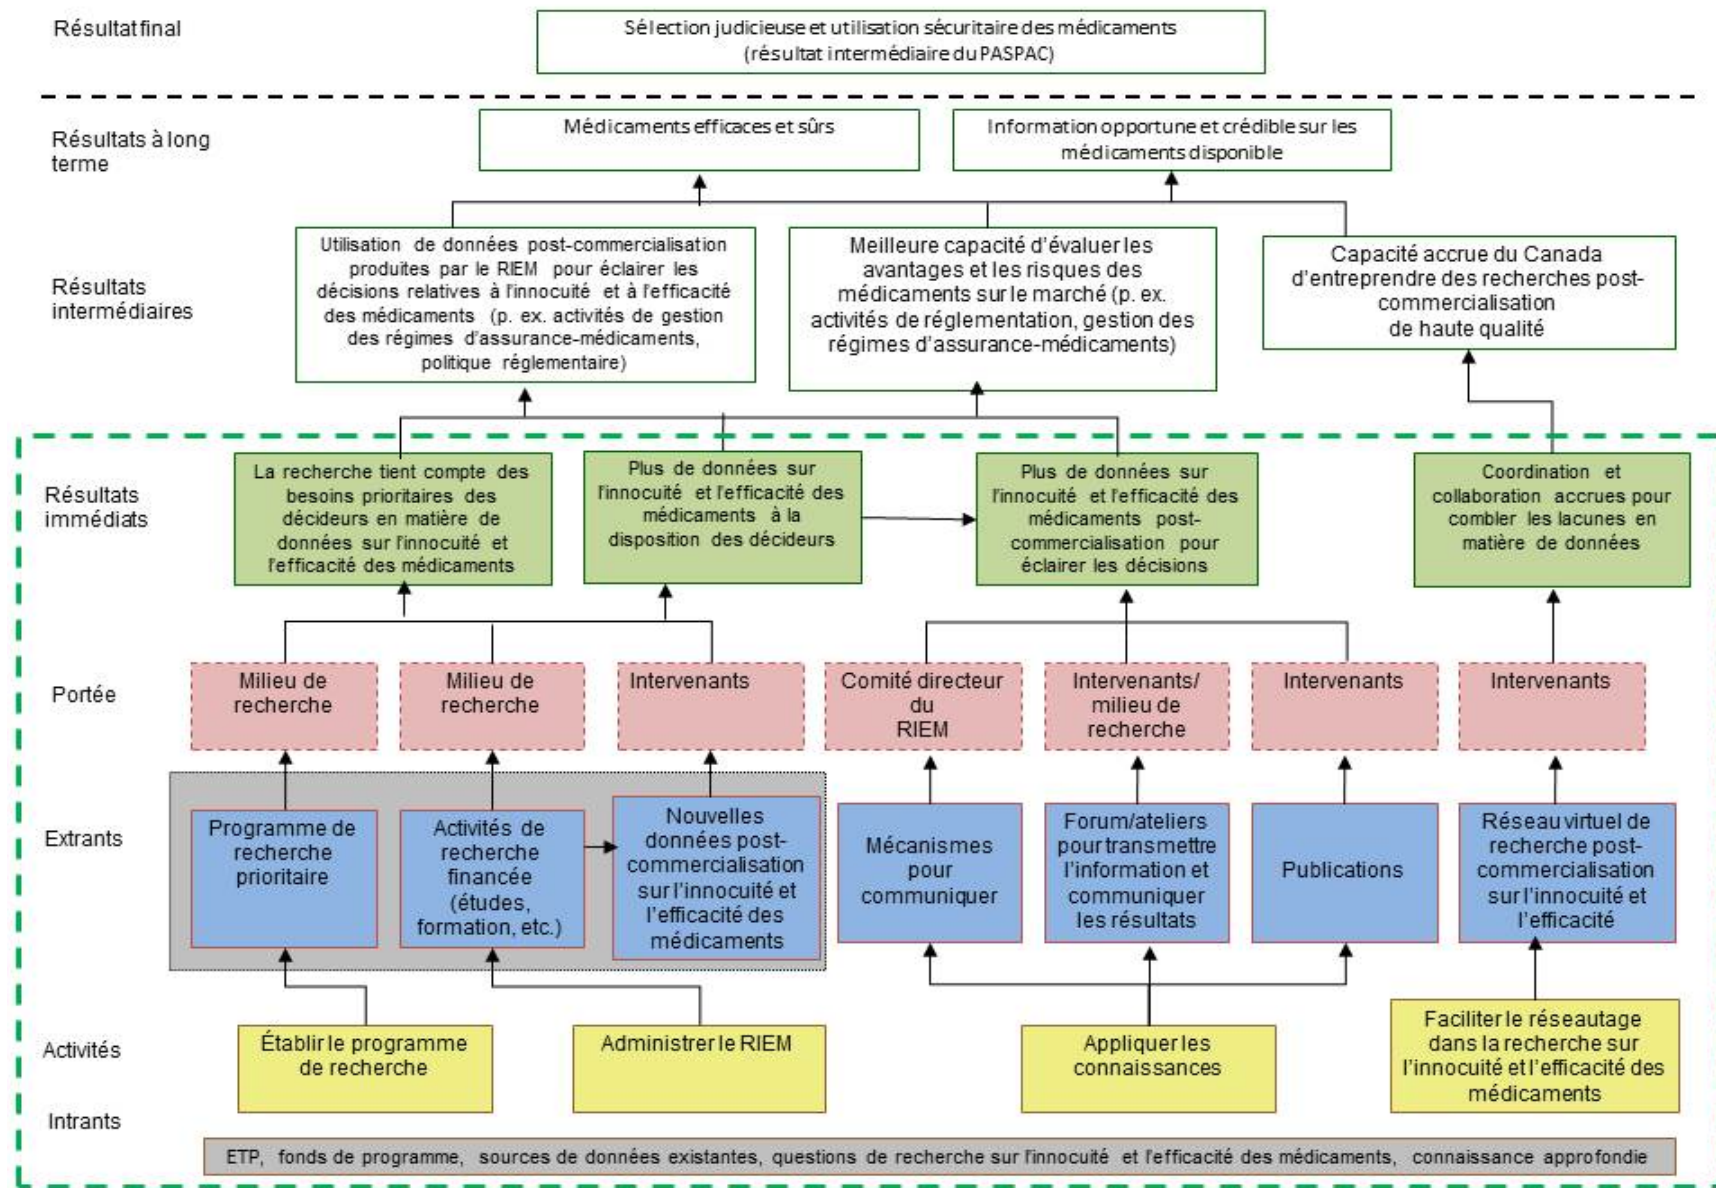 Résultat final
Sélection judicieuse et utilisation sécuritaire des médicaments
(résultat intermédiaire du PASPAC)
Résultats à long
terme
Médicaments efficaces et sûrs
Information opportune et crédible sur les
médicaments disponible
Résultats
intermédiaires
Utilisation de données post-commercialisation
produites par le RIEM pour éclairer les
décisions relatives à l'innocuité et à l'efficacité
des médicaments (p. ex. activités de gestion
des régimes d'assurance-médicaments,
politique réglementaire)
Meilleure capacité d'évaluer les
avantages et les risques des
médicaments sur le marché (p. ex.
activités de réglementation, gestion des
régimes d'assurance-médicaments)
Capacité accrue du Canada
d'entreprendre des recherches post-
commercialisation
de haute qualité
Résultats
immédiats
La recherche tient compte des
besoins prioritaires des
décideurs en matière de
données sur l'innocuité et
l'efficacité des médicaments
Plus de données sur
l'innocuité et l'efficacité des
médicaments à la
disposition des décideurs
Plus de données sur
l'innocuité et l'efficacité des
médicaments post-
commercialisation pour
éclairer les décisions
Coordination et
collaboration accrues pour
combler les lacunes en
matière de données
Portée
Milieu de
recherche
Milieu de
recherche
Intervenants
Comité directeur
du
RIEM
Intervenants/
milieu de
recherche
Intervenants
Intervenants
Extrants
Programme de
recherche
prioritaire
Activités de
recherche
financée
(études,
formation, etc.)
Nouvelles
données post-
commercialisation
sur l'innocuité et
l'efficacité des
médicaments
Mécanismes
pour
communiquer
Forum/ateliers
pour transmettre
l'information et
communiquer
les résultats
Publications
Réseau virtuel de
recherche post-
commercialisation
sur l'innocuité et
l'efficacité
Activités
Établir le programme
de recherche
Administrer le RIEM
Appliquer les
connaissances
Faciliter le réseautage
dans la recherche sur
l'innocuité et l'efficacité des
médicaments
Intrants
ETP, fonds de programme, sources de données existantes, questions de recherche sur l'innocuité et l'efficacité des médicaments, connaissance approfondie